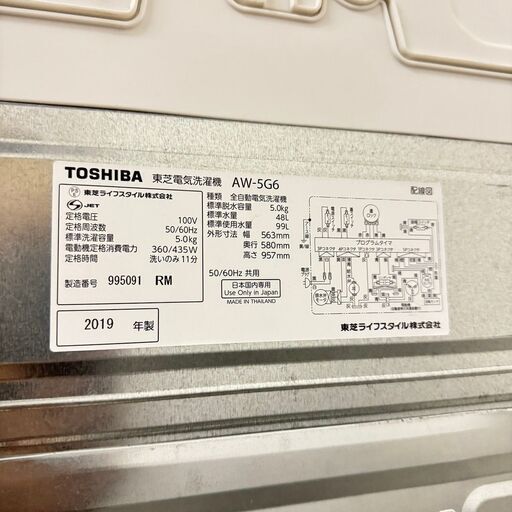 TOSHIBA 東芝電気洗濯機 AW-5G6
東芝ライフスタイル株式会社
JET
定格電圧 100V
定格周波数 50/60Hz
標準洗濯容量 5.0kg
電動機定格消費電力 360/435W
定格時間 洗いのみ 11分
製造番号 995091 RM
2019 年製
種類 全自動電気洗濯機
標準脱水容量 5.0kg
標準水量 48L
標準使用水量 99L
外形寸法 幅 563mm
奥行 580mm
高さ 957mm
50/60Hz 共用
日本国内専用
Use Only in Japan
MADE IN THAILAND
配線図
プログラムタイマ
東芝ライフスタイル株式会社